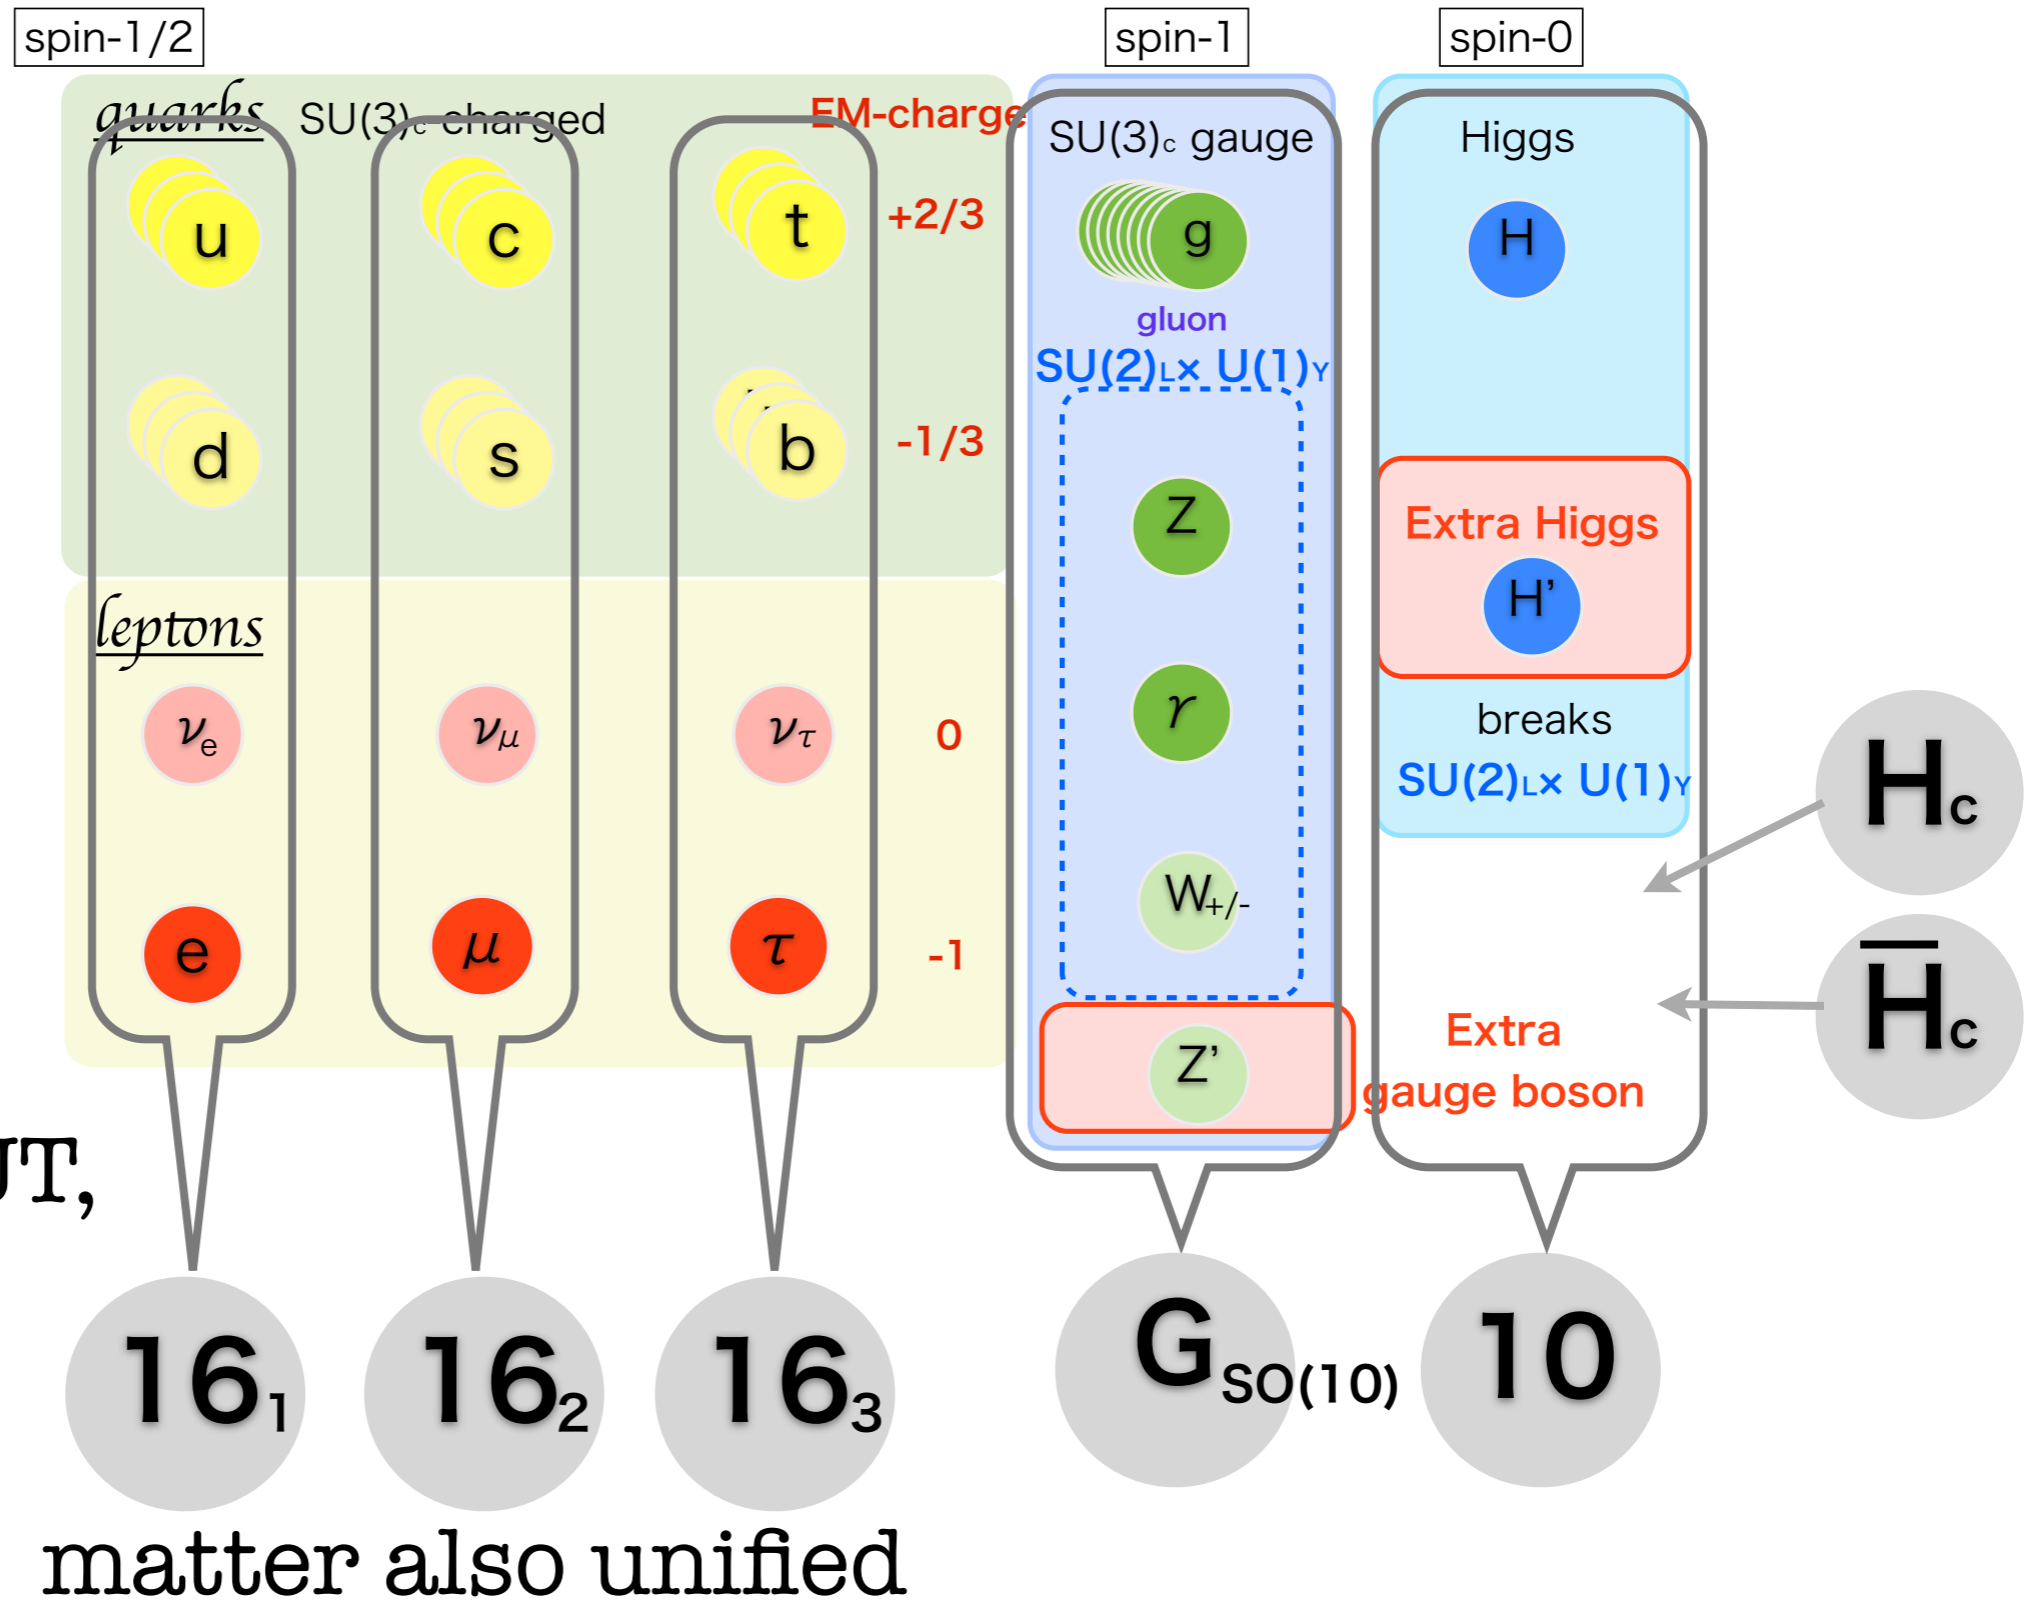 spin-1/2
spin-1
spin-0
quarks SU(3)c charged EM-charge
SU(3)c gauge
Higgs
u c t +2/3
g
H
gluon
SU(2)L× U(1)Y
d s b -1/3
Z
Extra Higgs
H'
leptons
νe νμ ντ 0
γ
breaks
SU(2)L× U(1)Y
Hc
e μ τ -1
W+/-
H̅c
Z'
Extra
gauge boson
UT,
161 162 163
GSO(10)
10
matter also unified